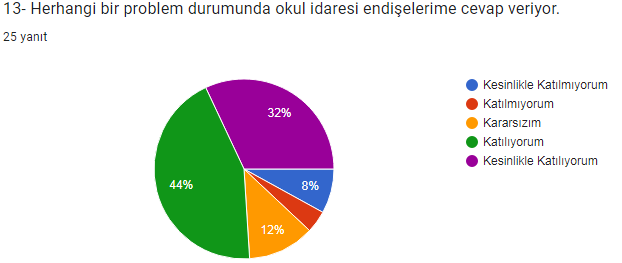 13- Herhangi bir problem durumunda okul idaresi endişelerime cevap veriyor.
25 yanıt
Kesinlikle Katılmıyorum
Katılmıyorum
Kararsızım
Katılıyorum
Kesinlikle Katılıyorum
32%
8%
44%
12%